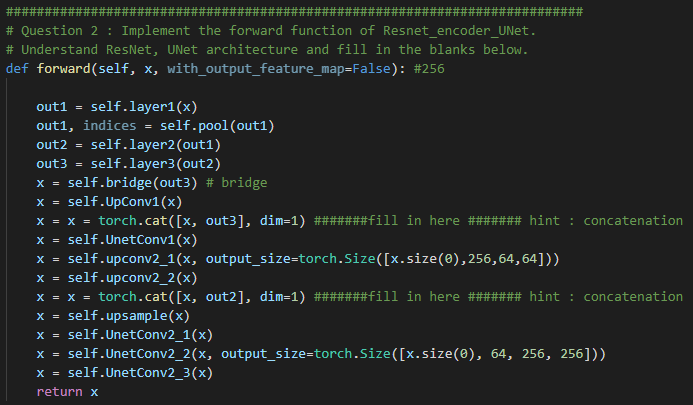 ########################################################################
# Question 2 : Implement the forward function of Resnet_encoder_UNet.
# Understand ResNet, UNet architecture and fill in the blanks below.
def forward(self, x, with_output_feature_map=False): #256
out1 = self.layer1(x)
out1, indices = self.pool(out1)
out2 = self.layer2(out1)
out3 = self.layer3(out2)
x = self.bridge(out3) # bridge
x = self.UpConv1(x)
x = x = torch.cat([x, out3], dim=1) #######fill in here ####### hint : concatenation
x = self.UnetConv1(x)
x = self.upconv2_1(x, output_size=torch.Size([x.size(0),256,64,64]))
x = self.upconv2_2(x)
x = x = torch.cat([x, out2], dim=1) #######fill in here ####### hint : concatenation
x = self.upsample(x)
x = self.UnetConv2_1(x)
x = self.UnetConv2_2(x, output_size=torch.Size([x.size(0), 64, 256, 256]))
x = self.UnetConv2_3(x)
return x